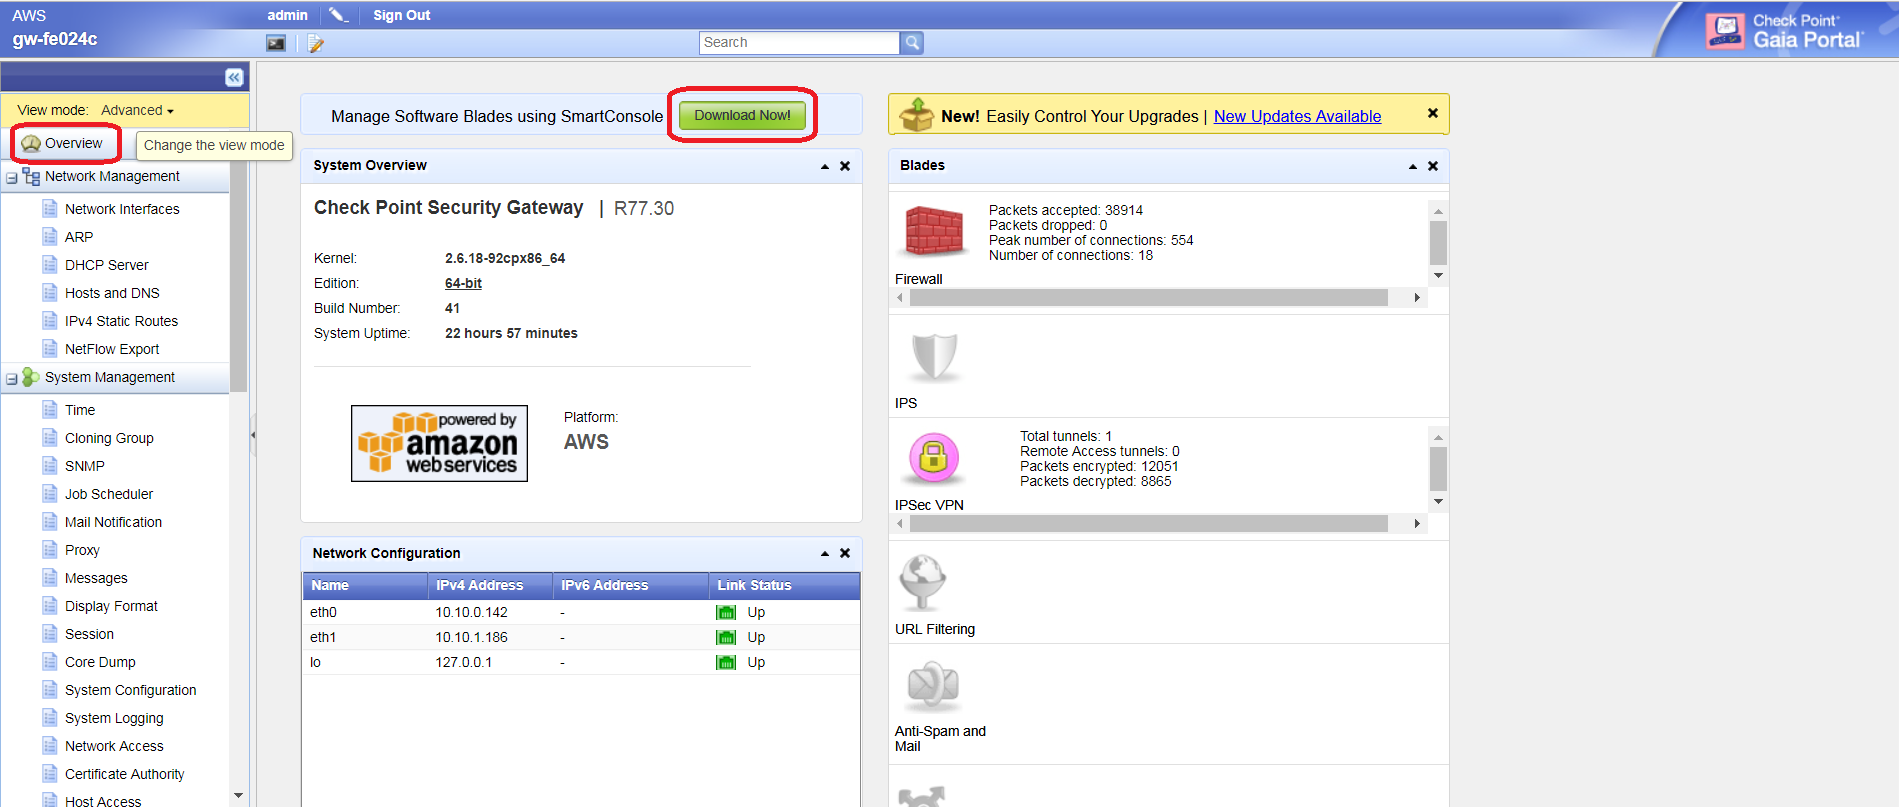 AWS
gw-fe024c
admin
Sign Out
Search
Check Point
Gaia Portal
View mode: Advanced
Overview
Change the view mode
Network Management
Network Interfaces
ARP
DHCP Server
Hosts and DNS
IPv4 Static Routes
NetFlow Export
System Management
Time
Cloning Group
SNMP
Job Scheduler
Mail Notification
Proxy
Messages
Display Format
Session
Core Dump
System Configuration
System Logging
Network Access
Certificate Authority
Host Access
Manage Software Blades using SmartConsole Download Now!
System Overview
Check Point Security Gateway | R77.30
Kernel: 2.6.18-92cpx86_64
Edition: 64-bit
Build Number: 41
System Uptime: 22 hours 57 minutes
powered by
amazon
web services
Platform:
AWS
Network Configuration
Name IPv4 Address IPv6 Address Link Status
eth0 10.10.0.142 - Up
eth1 10.10.1.186 - Up
lo 127.0.0.1 - Up
New! Easily Control Your Upgrades | New Updates Available
Blades
Packets accepted: 38914
Packets dropped: 0
Peak number of connections: 554
Number of connections: 18
Firewall
IPS
Total tunnels: 1
Remote Access tunnels: 0
Packets encrypted: 12051
Packets decrypted: 8865
IPSec VPN
URL Filtering
Anti-Spam and
Mail